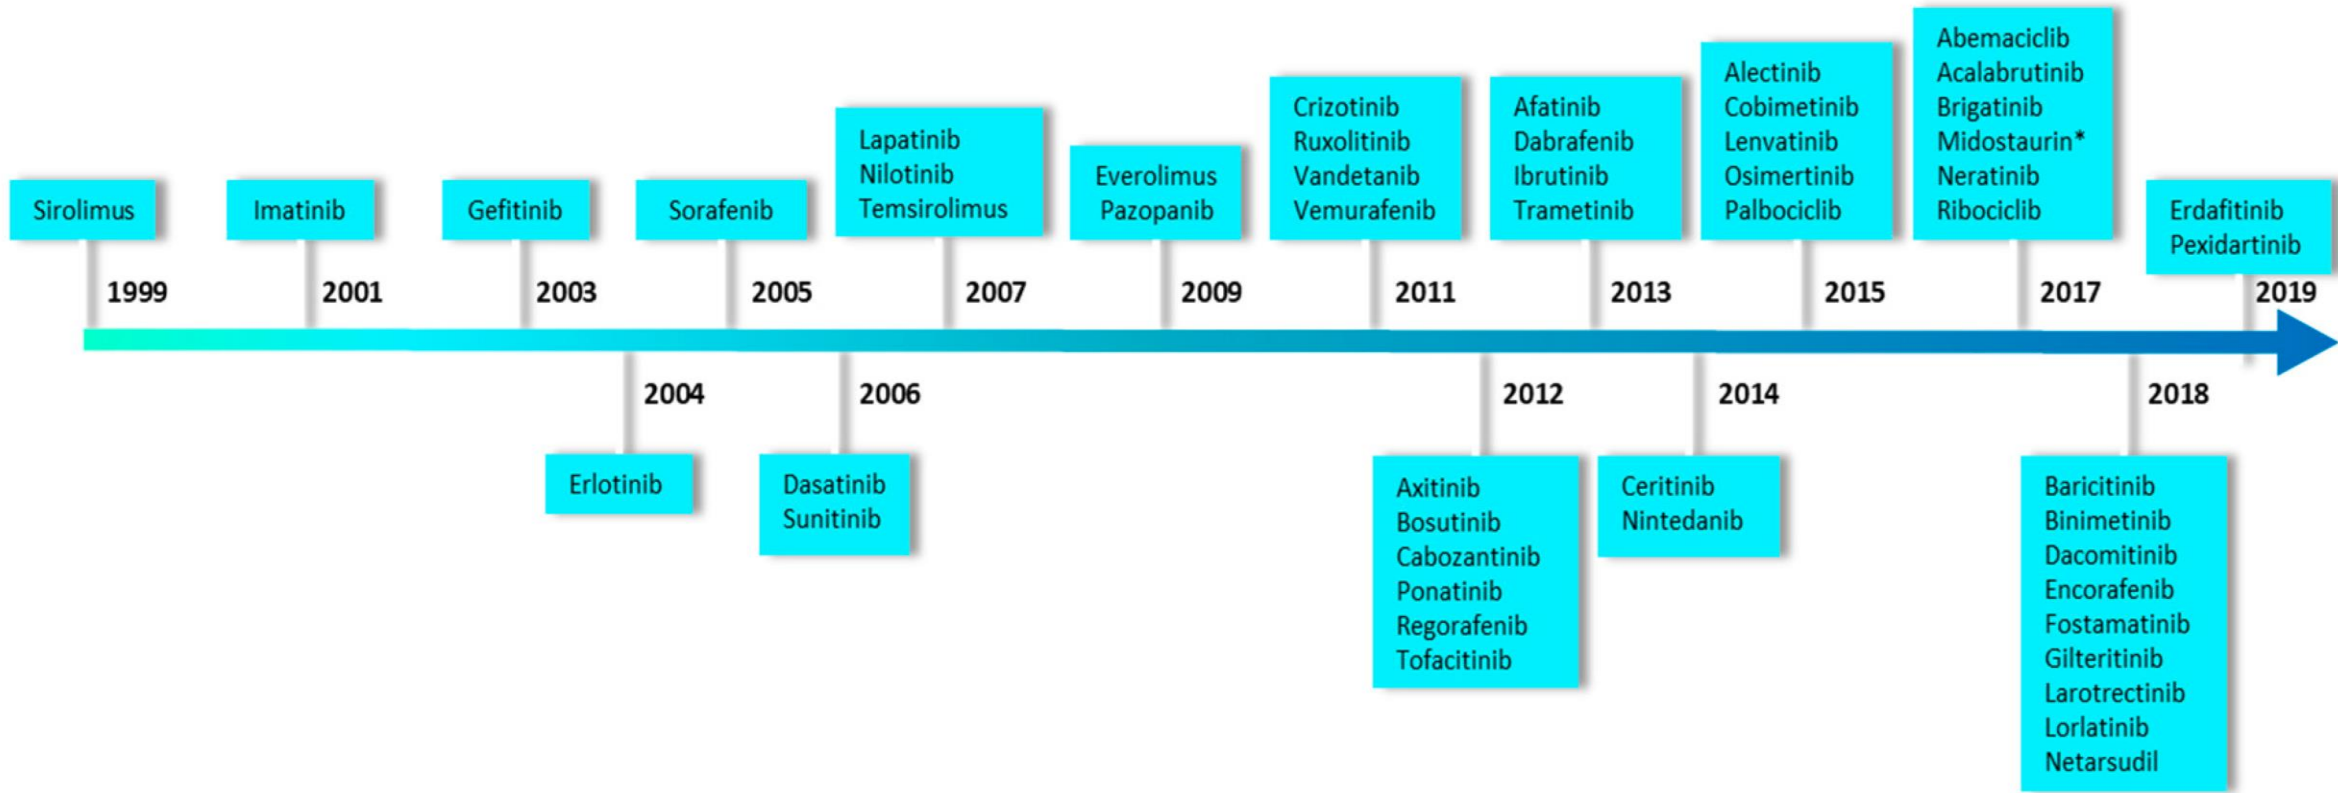 Sirolimus
1999
Imatinib
2001
Gefitinib
2003
Erlotinib
2004
Sorafenib
2005
Dasatinib
Sunitinib
2006
Lapatinib
Nilotinib
Temsirolimus
2007
Everolimus
Pazopanib
2009
Crizotinib
Ruxolitinib
Vandetanib
Vemurafenib
2011
2012
Axitinib
Bosutinib
Cabozantinib
Ponatinib
Regorafenib
Tofacitinib
Afatinib
Dabrafenib
Ibrutinib
Trametinib
2013
2014
Ceritinib
Nintedanib
Alectinib
Cobimetinib
Lenvatinib
Osimertinib
Palbociclib
2015
Abemaciclib
Acalabrutinib
Brigatinib
Midostaurin*
Neratinib
Ribociclib
2017
2018
Baricitinib
Binimetinib
Dacomitinib
Encorafenib
Fostamatinib
Gilteritinib
Larotrectinib
Lorlatinib
Netarsudil
Erdafitinib
Pexidartinib
2019